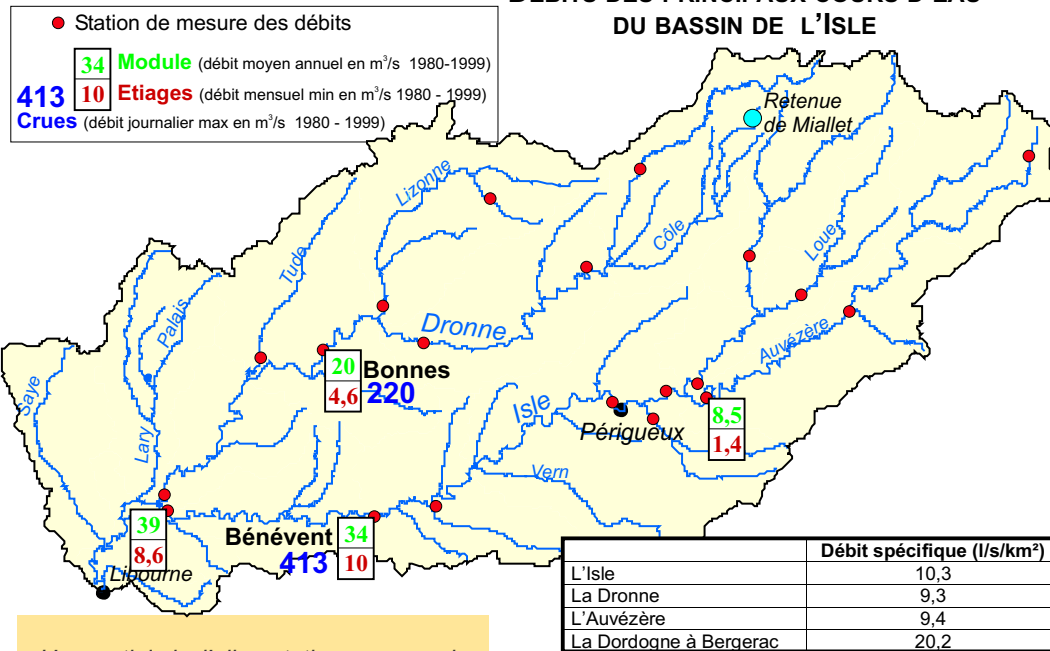 DU BASSIN DE L'ISLE
Station de mesure des débits
34 Module (débit moyen annuel en m³/s 1980-1999)
413 10 Etiages (débit mensuel min en m³/s 1980 - 1999)
Crues (débit journalier max en m³/s 1980 - 1999)
Retenue
de Miallet
Lizonne
Côle
Loue
Tude
Palais
Dronne
Auvézère
Saye
20 Bonnes
4,6 220
Isle
8,5
1,4
Périgueux
Lary
Vern
39
8,6
Libourne
Bénévent 34
413 10
Débit spécifique (l/s/km²)
L'Isle 10,3
La Dronne 9,3
L'Auvézère 9,4
La Dordogne à Bergerac 20,2